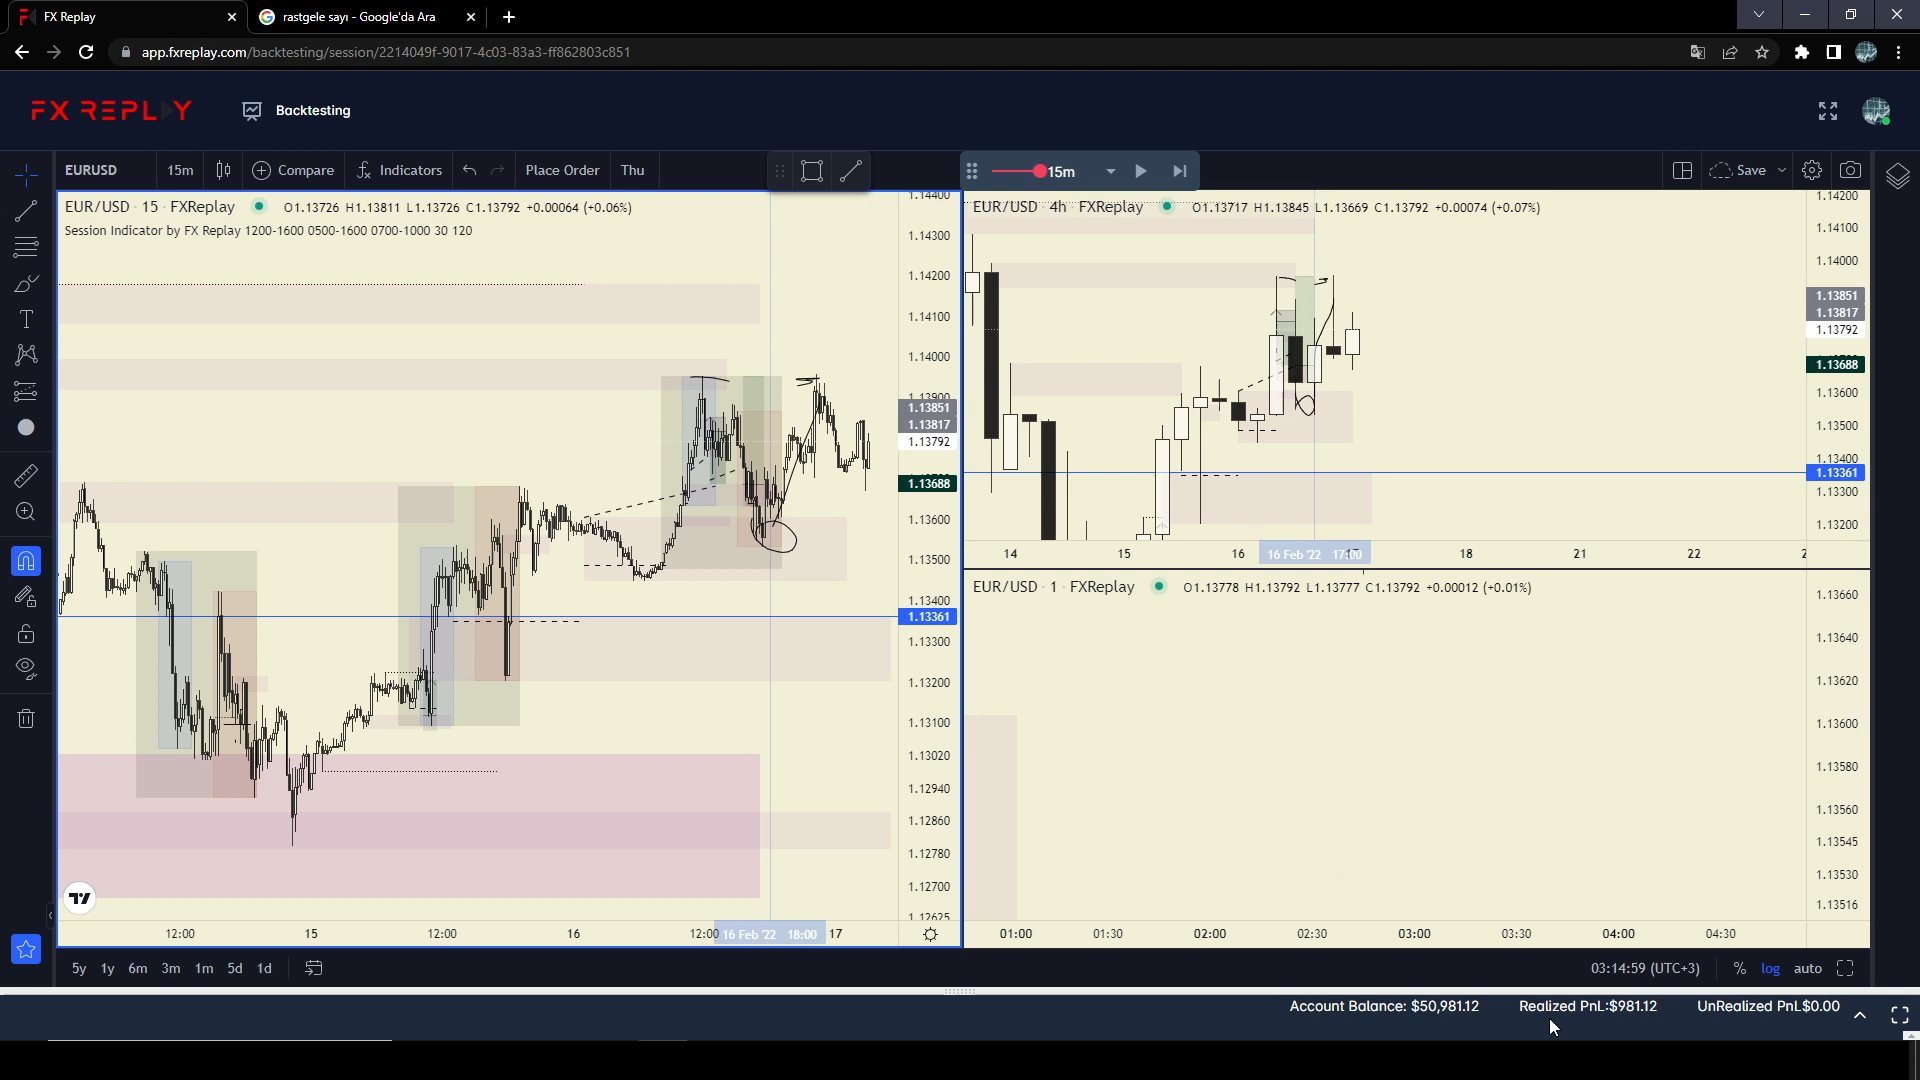 FX Replay
rastgele sayı - Google'da Ara
app.fxreplay.com/backtesting/session/2214049f-9017-4c03-83a3-ff862803c851
FX REPLAY
Backtesting
EURUSD
15m
Compare
Indicators
Place Order
Thu
15m
Save
EUR/USD · 15 · FXReplay O1.13726 H1.13811 L1.13726 C1.13792 +0.00064 (+0.06%)
Session Indicator by FX Replay 1200-1600 0500-1600 0700-1000 30 120
1.14400
1.14300
1.14200
1.14100
1.14000
1.13900
1.13851
1.13817
1.13792
1.13688
1.13600
1.13500
1.13400
1.13361
1.13300
1.13200
1.13100
1.13020
1.12940
1.12860
1.12780
1.12700
1.12625
12:00
15
12:00
16
12:00
16 Feb '22 18:00
17
EUR/USD · 4h · FXReplay O1.13717 H1.13845 L1.13669 C1.13792 +0.00074 (+0.07%)
1.14200
1.14100
1.14000
1.13851
1.13817
1.13792
1.13688
1.13600
1.13500
1.13400
1.13361
1.13300
1.13200
14
15
16
16 Feb '22 17:00
18
21
22
2
EUR/USD · 1 · FXReplay O1.13778 H1.13792 L1.13777 C1.13792 +0.00012 (+0.01%)
1.13660
1.13640
1.13620
1.13600
1.13580
1.13560
1.13545
1.13530
1.13516
01:00
01:30
02:00
02:30
03:00
03:30
04:00
04:30
5y 1y 6m 3m 1m 5d 1d
03:14:59 (UTC+3)
% log auto
Account Balance: $50,981.12
Realized PnL:$981.12
UnRealized PnL$0.00